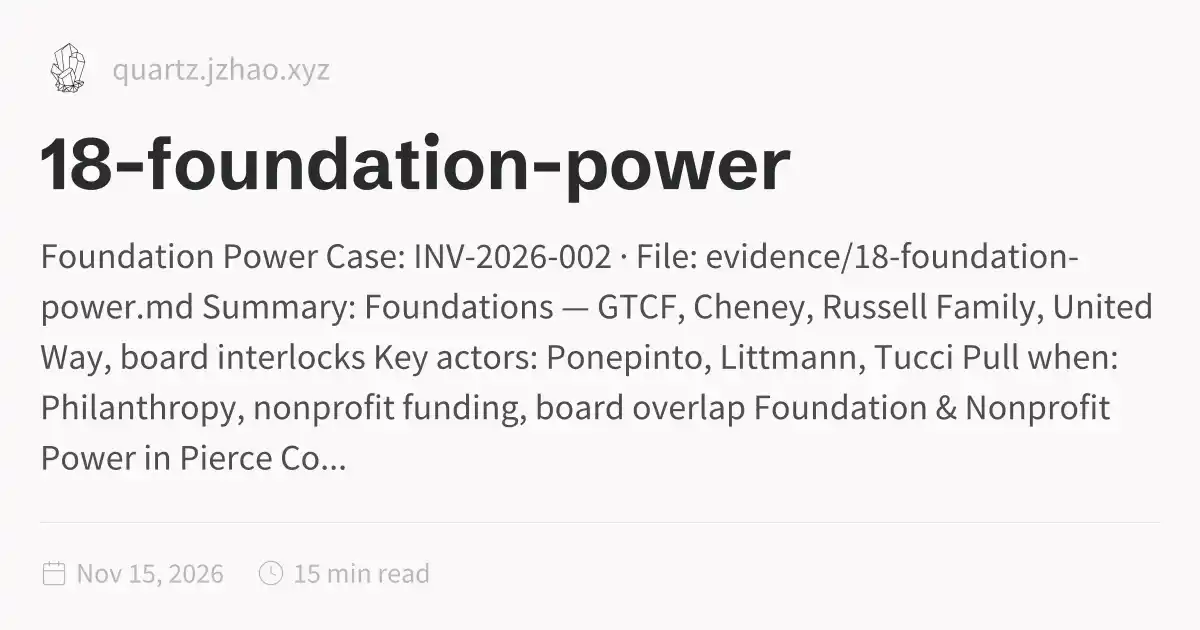 quartz.jzhao.xyz
18-foundation-power
Foundation Power Case: INV-2026-002 · File: evidence/18-foundation-
power.md Summary: Foundations — GTCF, Cheney, Russell Family, United
Way, board interlocks Key actors: Ponepinto, Littmann, Tucci Pull when:
Philanthropy, nonprofit funding, board overlap Foundation & Nonprofit
Power in Pierce Co...
Nov 15, 2026 15 min read